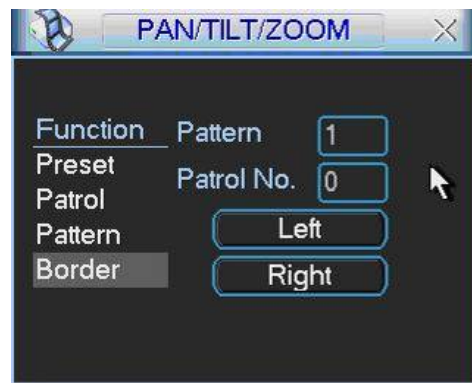 PAN/TILT/ZOOM
Function
Preset
Patrol
Pattern
Border
Pattern 1
Patrol No. 0
Left
Right